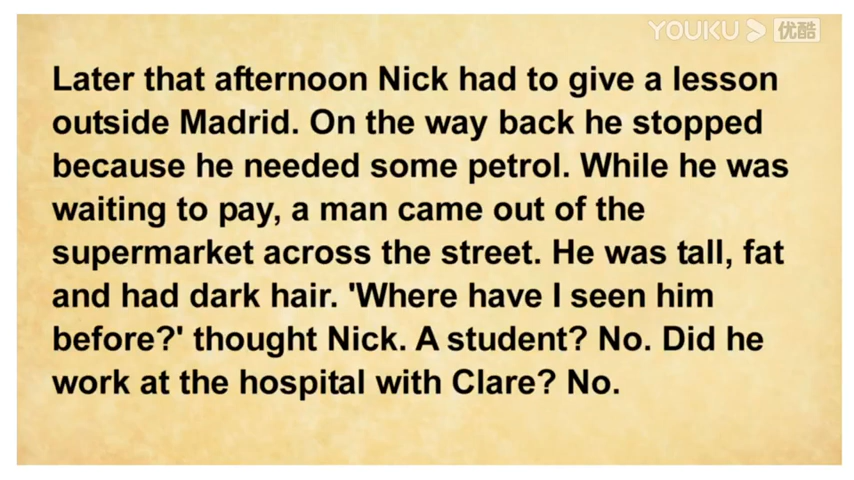 YOUKU 优酷
Later that afternoon Nick had to give a lesson
outside Madrid. On the way back he stopped
because he needed some petrol. While he was
waiting to pay, a man came out of the
supermarket across the street. He was tall, fat
and had dark hair. 'Where have I seen him
before?' thought Nick. A student? No. Did he
work at the hospital with Clare? No.